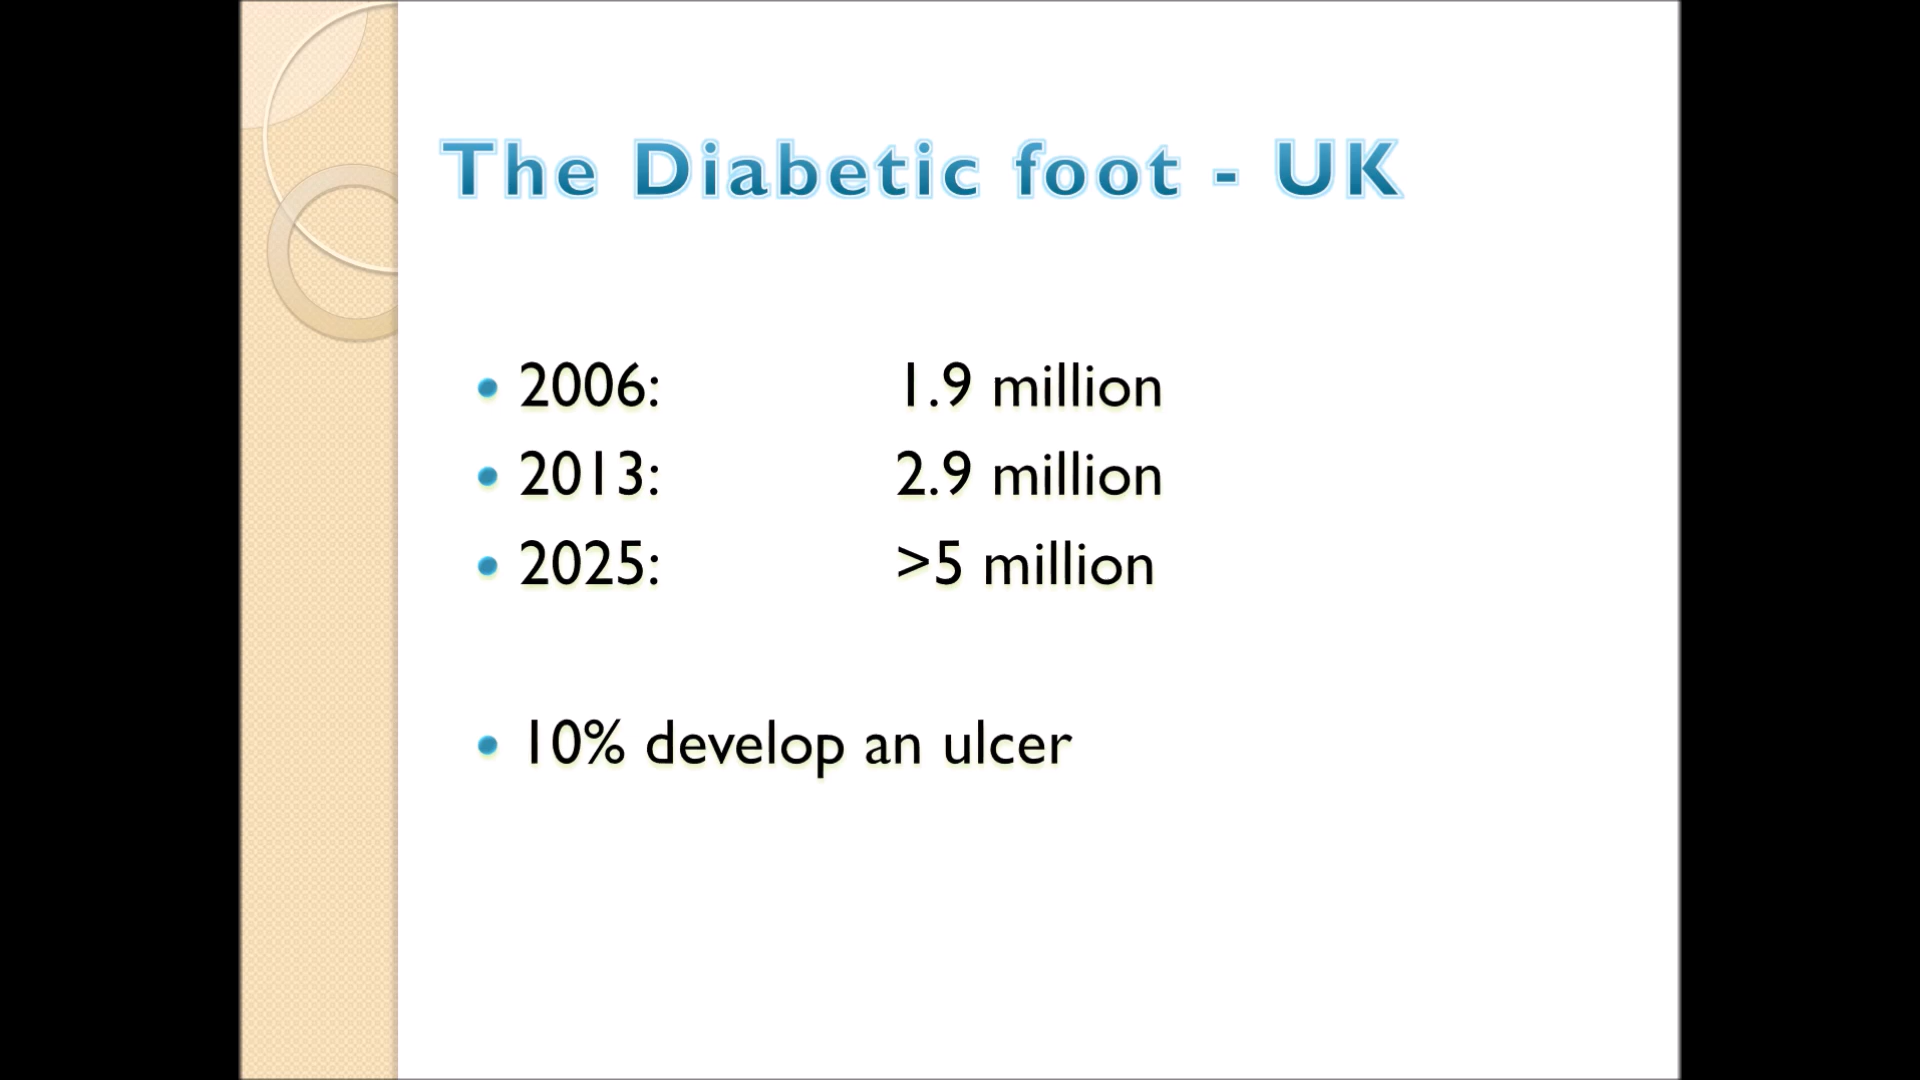 The Diabetic foot - UK
• 2006: 1.9 million
• 2013: 2.9 million
• 2025: >5 million
• 10% develop an ulcer